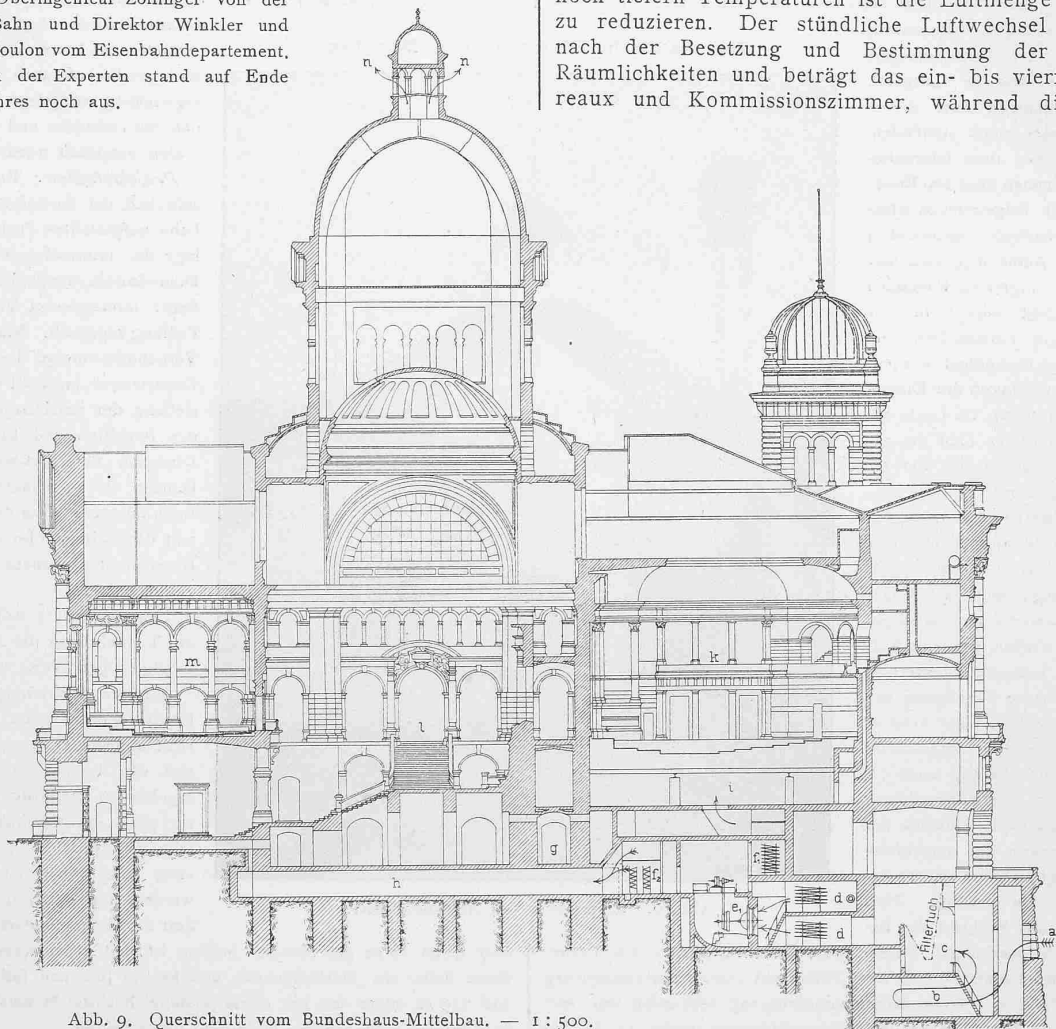 Oberingenieur Zollinger von der
Bahn und Direktor Winkler und
oulon vom Eisenbahndepartement.
der Experten stand auf Ende
hres noch aus.
noch tiefern Temperaturen ist die Luftmenge
zu reduzieren. Der stündliche Luftwechsel
nach der Besetzung und Bestimmung der
Räumlichkeiten und beträgt das ein- bis vier
reaux und Kommissionszimmer, während di
n
n
m
l
k
i
g
h
f₂
f₁
e,
d
d
Filtertuch
c
b
a
Abb. 9. Querschnitt vom Bundeshaus-Mittelbau. — 1 : 500.